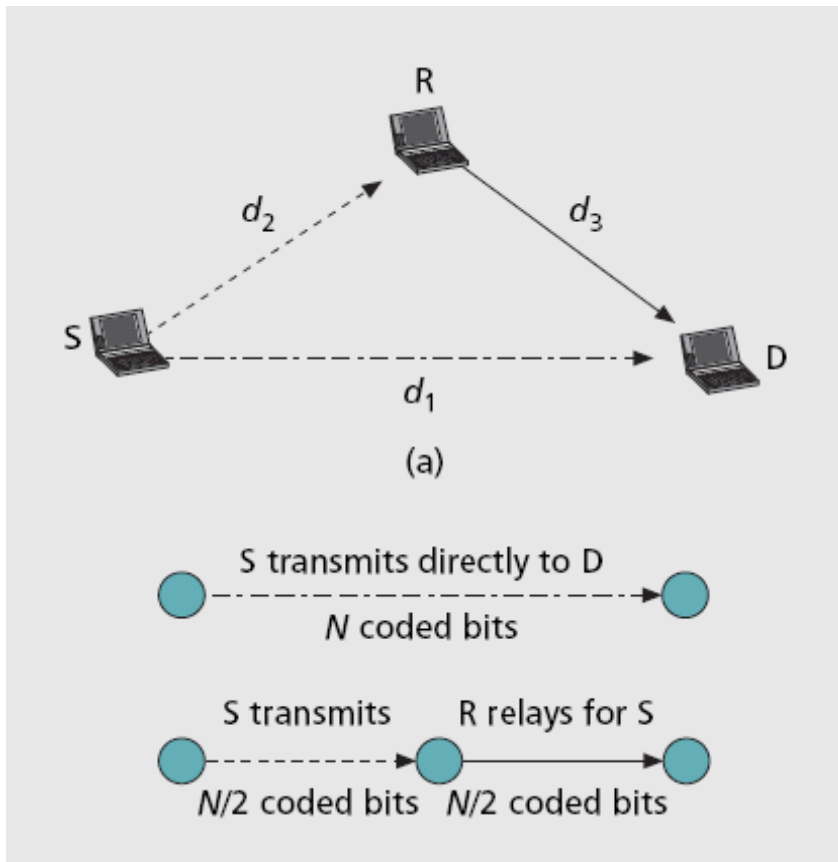 R
d2
d3
S
D
d1
(a)
S transmits directly to D
N coded bits
S transmits R relays for S
N/2 coded bits N/2 coded bits